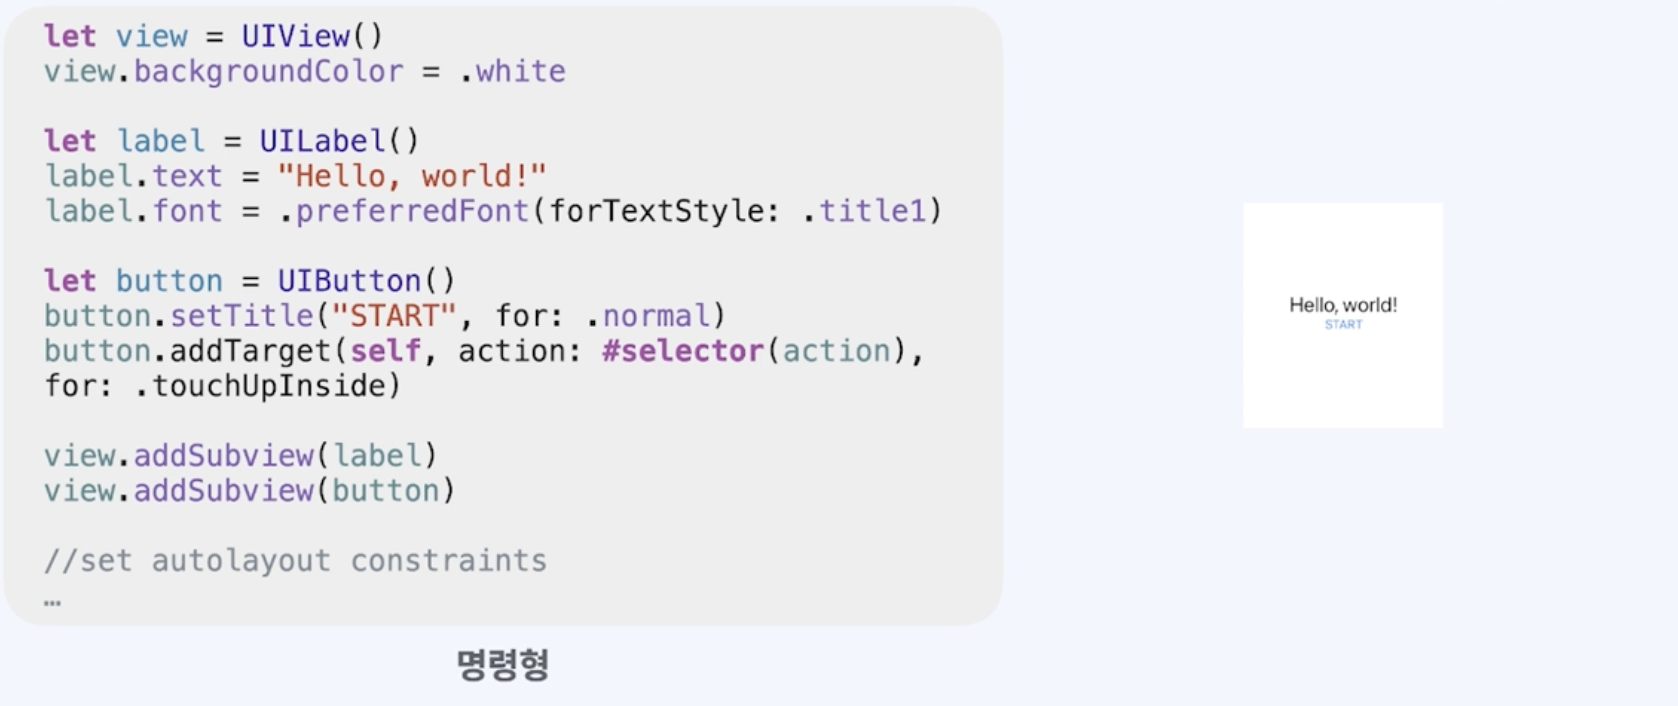 let view = UIView()
view.backgroundColor = .white
let label = UILabel()
label.text = "Hello, world!"
label.font = .preferredFont(forTextStyle: .title1)
let button = UIButton()
button.setTitle("START", for: .normal)
button.addTarget(self, action: #selector(action),
for: .touchUpInside)
view.addSubview(label)
view.addSubview(button)
//set autolayout constraints
…
명령형
Hello, world!
START